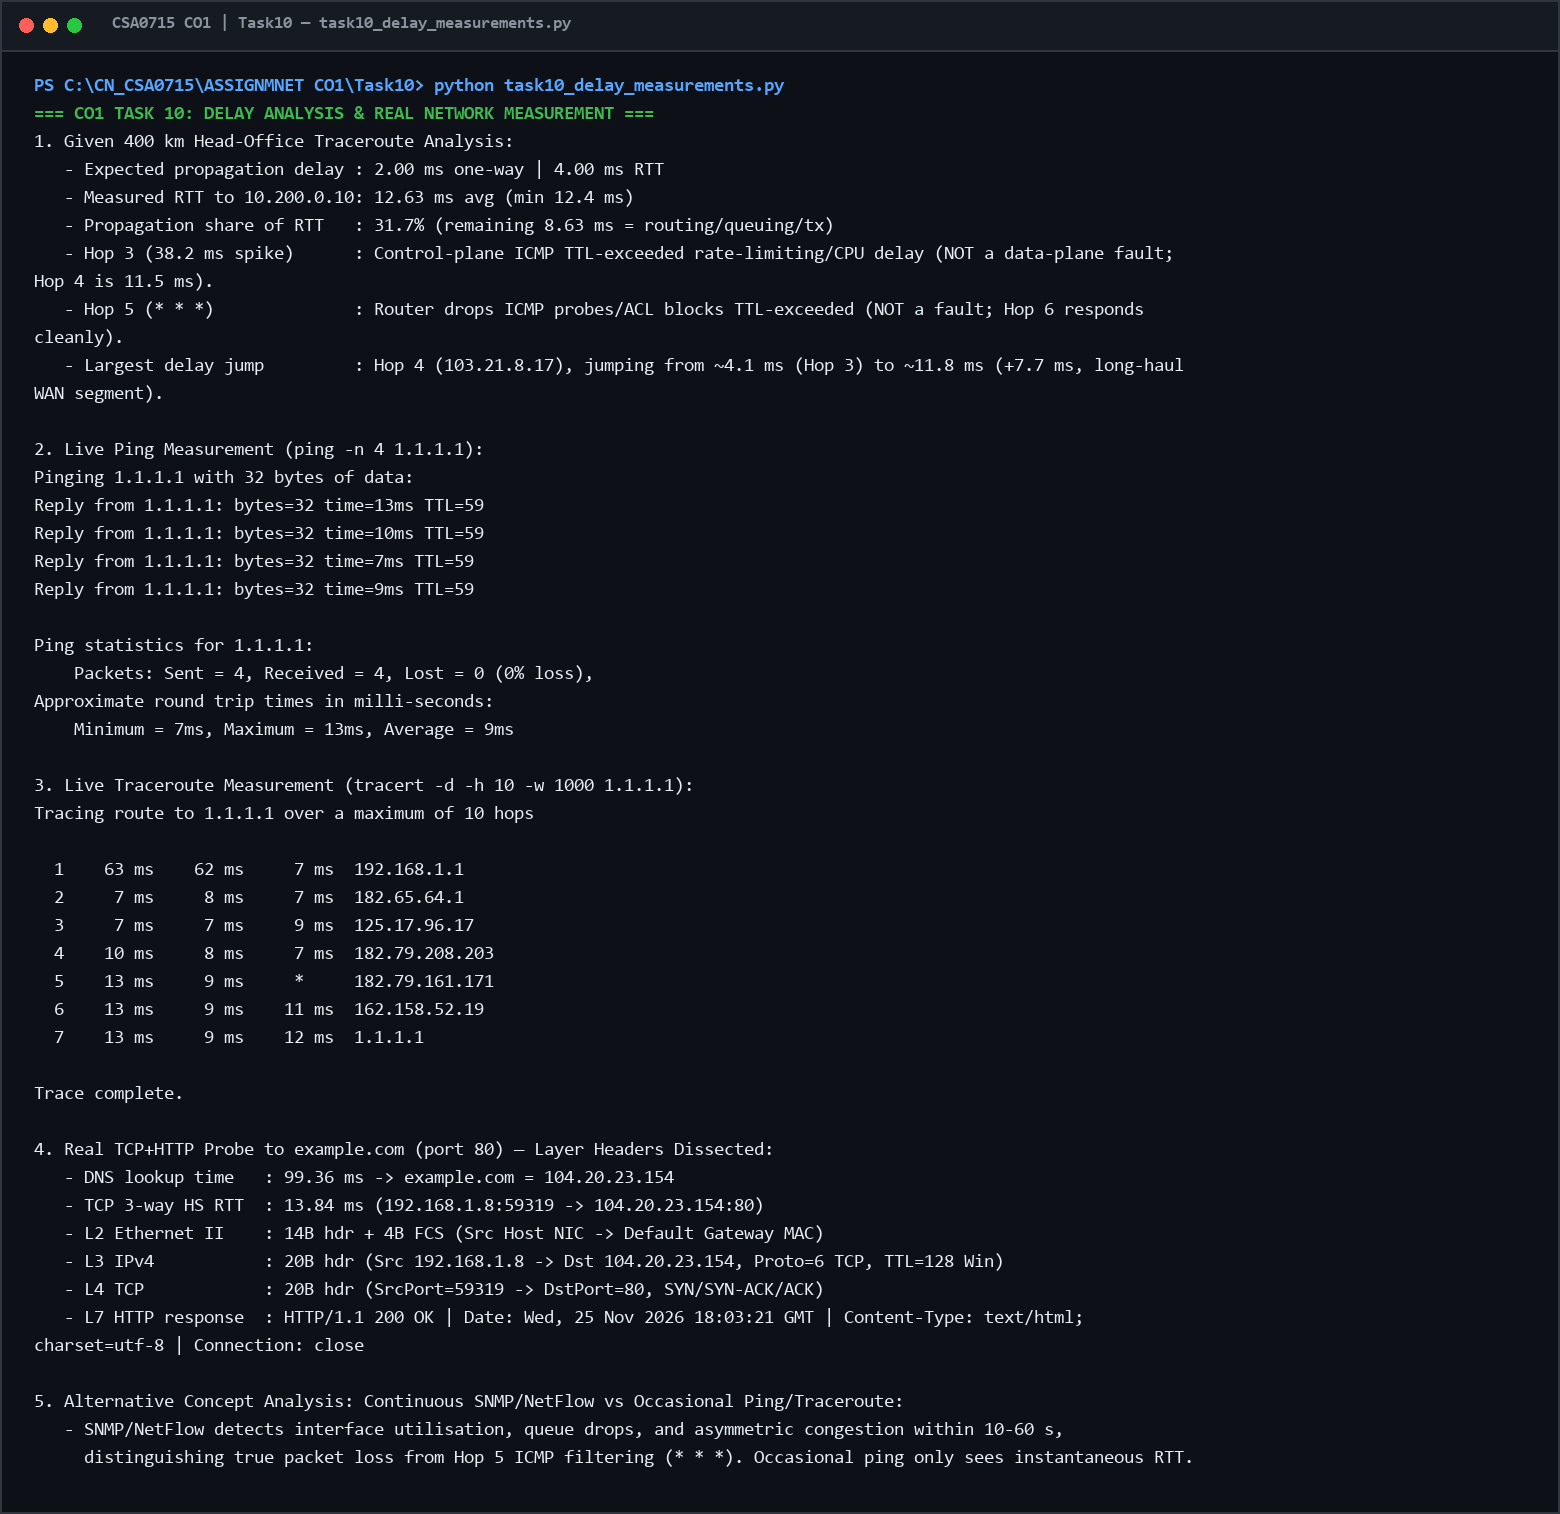 CSA0715 CO1 | Task10 — task10_delay_measurements.py
PS C:\CN_CSA0715\ASSIGNMNET CO1\Task10> python task10_delay_measurements.py
=== CO1 TASK 10: DELAY ANALYSIS & REAL NETWORK MEASUREMENT ===
1. Given 400 km Head-Office Traceroute Analysis:
   - Expected propagation delay : 2.00 ms one-way | 4.00 ms RTT
   - Measured RTT to 10.200.0.10: 12.63 ms avg (min 12.4 ms)
   - Propagation share of RTT   : 31.7% (remaining 8.63 ms = routing/queuing/tx)
   - Hop 3 (38.2 ms spike)      : Control-plane ICMP TTL-exceeded rate-limiting/CPU delay (NOT a data-plane fault;
Hop 4 is 11.5 ms).
   - Hop 5 (* * *)              : Router drops ICMP probes/ACL blocks TTL-exceeded (NOT a fault; Hop 6 responds
cleanly).
   - Largest delay jump         : Hop 4 (103.21.8.17), jumping from ~4.1 ms (Hop 3) to ~11.8 ms (+7.7 ms, long-haul
WAN segment).
2. Live Ping Measurement (ping -n 4 1.1.1.1):
Pinging 1.1.1.1 with 32 bytes of data:
Reply from 1.1.1.1: bytes=32 time=13ms TTL=59
Reply from 1.1.1.1: bytes=32 time=10ms TTL=59
Reply from 1.1.1.1: bytes=32 time=7ms TTL=59
Reply from 1.1.1.1: bytes=32 time=9ms TTL=59
Ping statistics for 1.1.1.1:
    Packets: Sent = 4, Received = 4, Lost = 0 (0% loss),
Approximate round trip times in milli-seconds:
    Minimum = 7ms, Maximum = 13ms, Average = 9ms
3. Live Traceroute Measurement (tracert -d -h 10 -w 1000 1.1.1.1):
Tracing route to 1.1.1.1 over a maximum of 10 hops
  1    63 ms    62 ms     7 ms  192.168.1.1
  2     7 ms     8 ms     7 ms  182.65.64.1
  3     7 ms     7 ms     9 ms  125.17.96.17
  4    10 ms     8 ms     7 ms  182.79.208.203
  5    13 ms     9 ms     *     182.79.161.171
  6    13 ms     9 ms    11 ms  162.158.52.19
  7    13 ms     9 ms    12 ms  1.1.1.1
Trace complete.
4. Real TCP+HTTP Probe to example.com (port 80) — Layer Headers Dissected:
   - DNS lookup time   : 99.36 ms -> example.com = 104.20.23.154
   - TCP 3-way HS RTT  : 13.84 ms (192.168.1.8:59319 -> 104.20.23.154:80)
   - L2 Ethernet II    : 14B hdr + 4B FCS (Src Host NIC -> Default Gateway MAC)
   - L3 IPv4           : 20B hdr (Src 192.168.1.8 -> Dst 104.20.23.154, Proto=6 TCP, TTL=128 Win)
   - L4 TCP            : 20B hdr (SrcPort=59319 -> DstPort=80, SYN/SYN-ACK/ACK)
   - L7 HTTP response  : HTTP/1.1 200 OK | Date: Wed, 25 Nov 2026 18:03:21 GMT | Content-Type: text/html;
charset=utf-8 | Connection: close
5. Alternative Concept Analysis: Continuous SNMP/NetFlow vs Occasional Ping/Traceroute:
   - SNMP/NetFlow detects interface utilisation, queue drops, and asymmetric congestion within 10-60 s,
     distinguishing true packet loss from Hop 5 ICMP filtering (* * *). Occasional ping only sees instantaneous RTT.